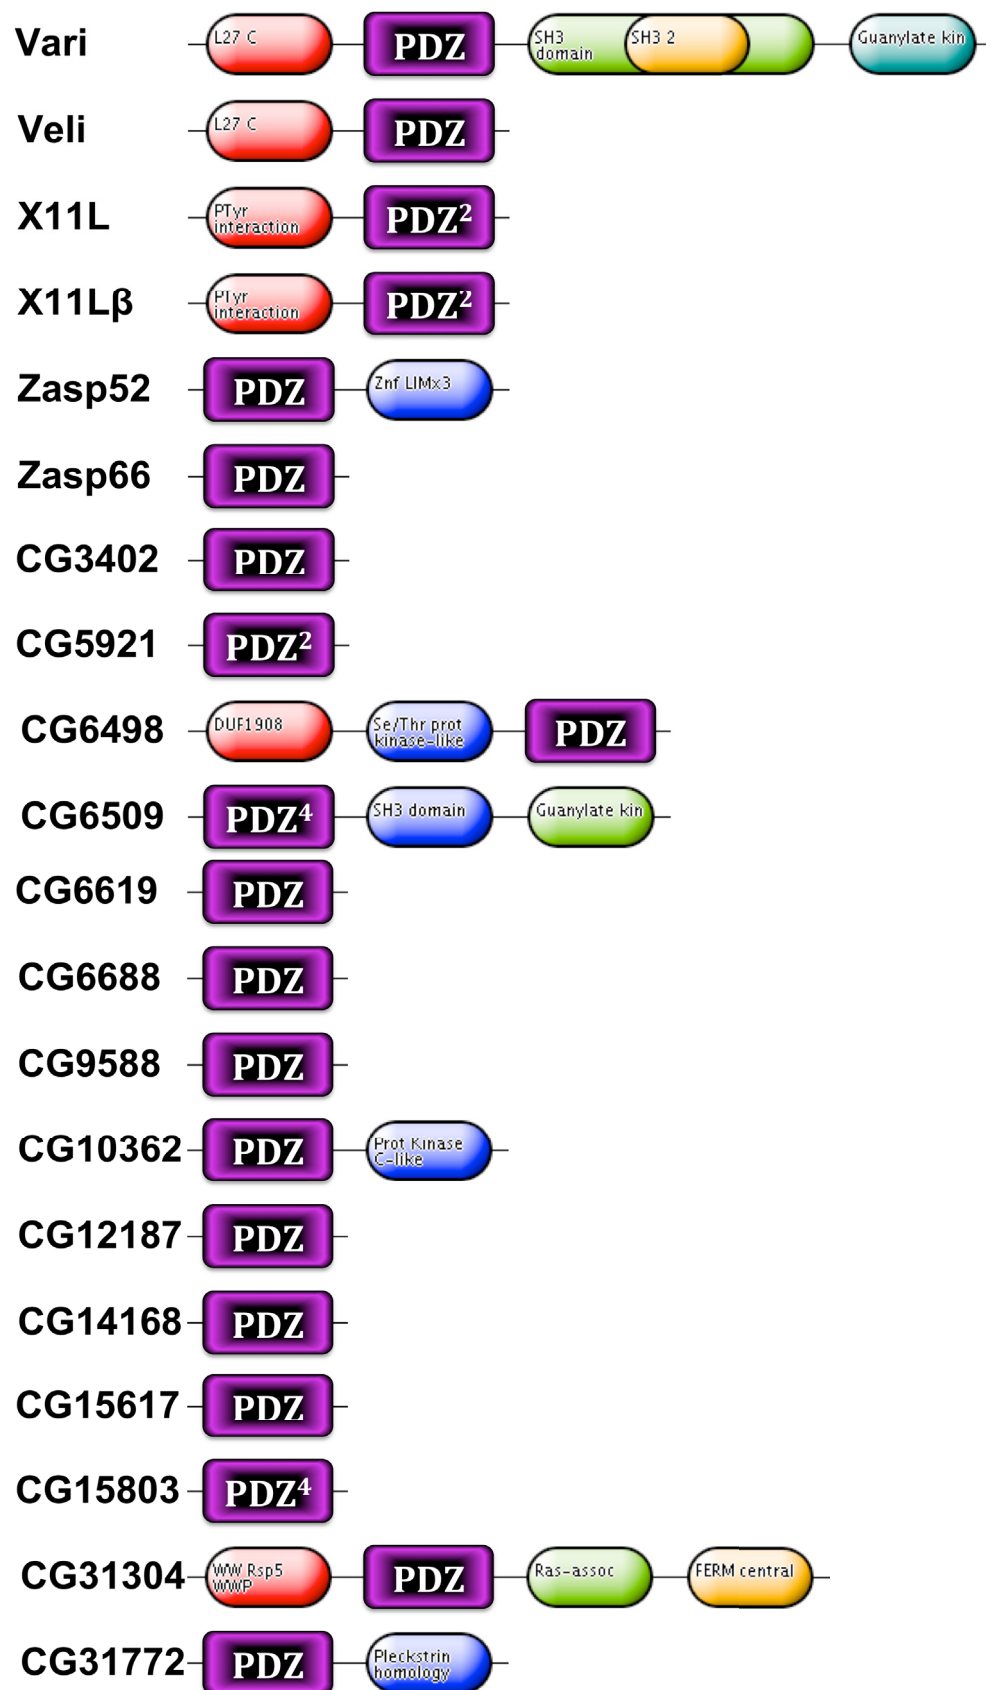 Vari L27 C PDZ SH3 domain SH3 2 Guanylate kin
Veli L27 C PDZ
X11L PTyr interaction PDZ²
X11Lβ PTyr interaction PDZ²
Zasp52 PDZ Znf LIMx3
Zasp66 PDZ
CG3402 PDZ
CG5921 PDZ²
CG6498 DUF1908 Se/Thr prot kinase-like PDZ
CG6509 PDZ⁴ SH3 domain Guanylate kin
CG6619 PDZ
CG6688 PDZ
CG9588 PDZ
CG10362 PDZ Prot Kinase C-like
CG12187 PDZ
CG14168 PDZ
CG15617 PDZ
CG15803 PDZ⁴
CG31304 WW Rsp5 WWP PDZ Ras-assoc FERM central
CG31772 PDZ Pleckstrin homology